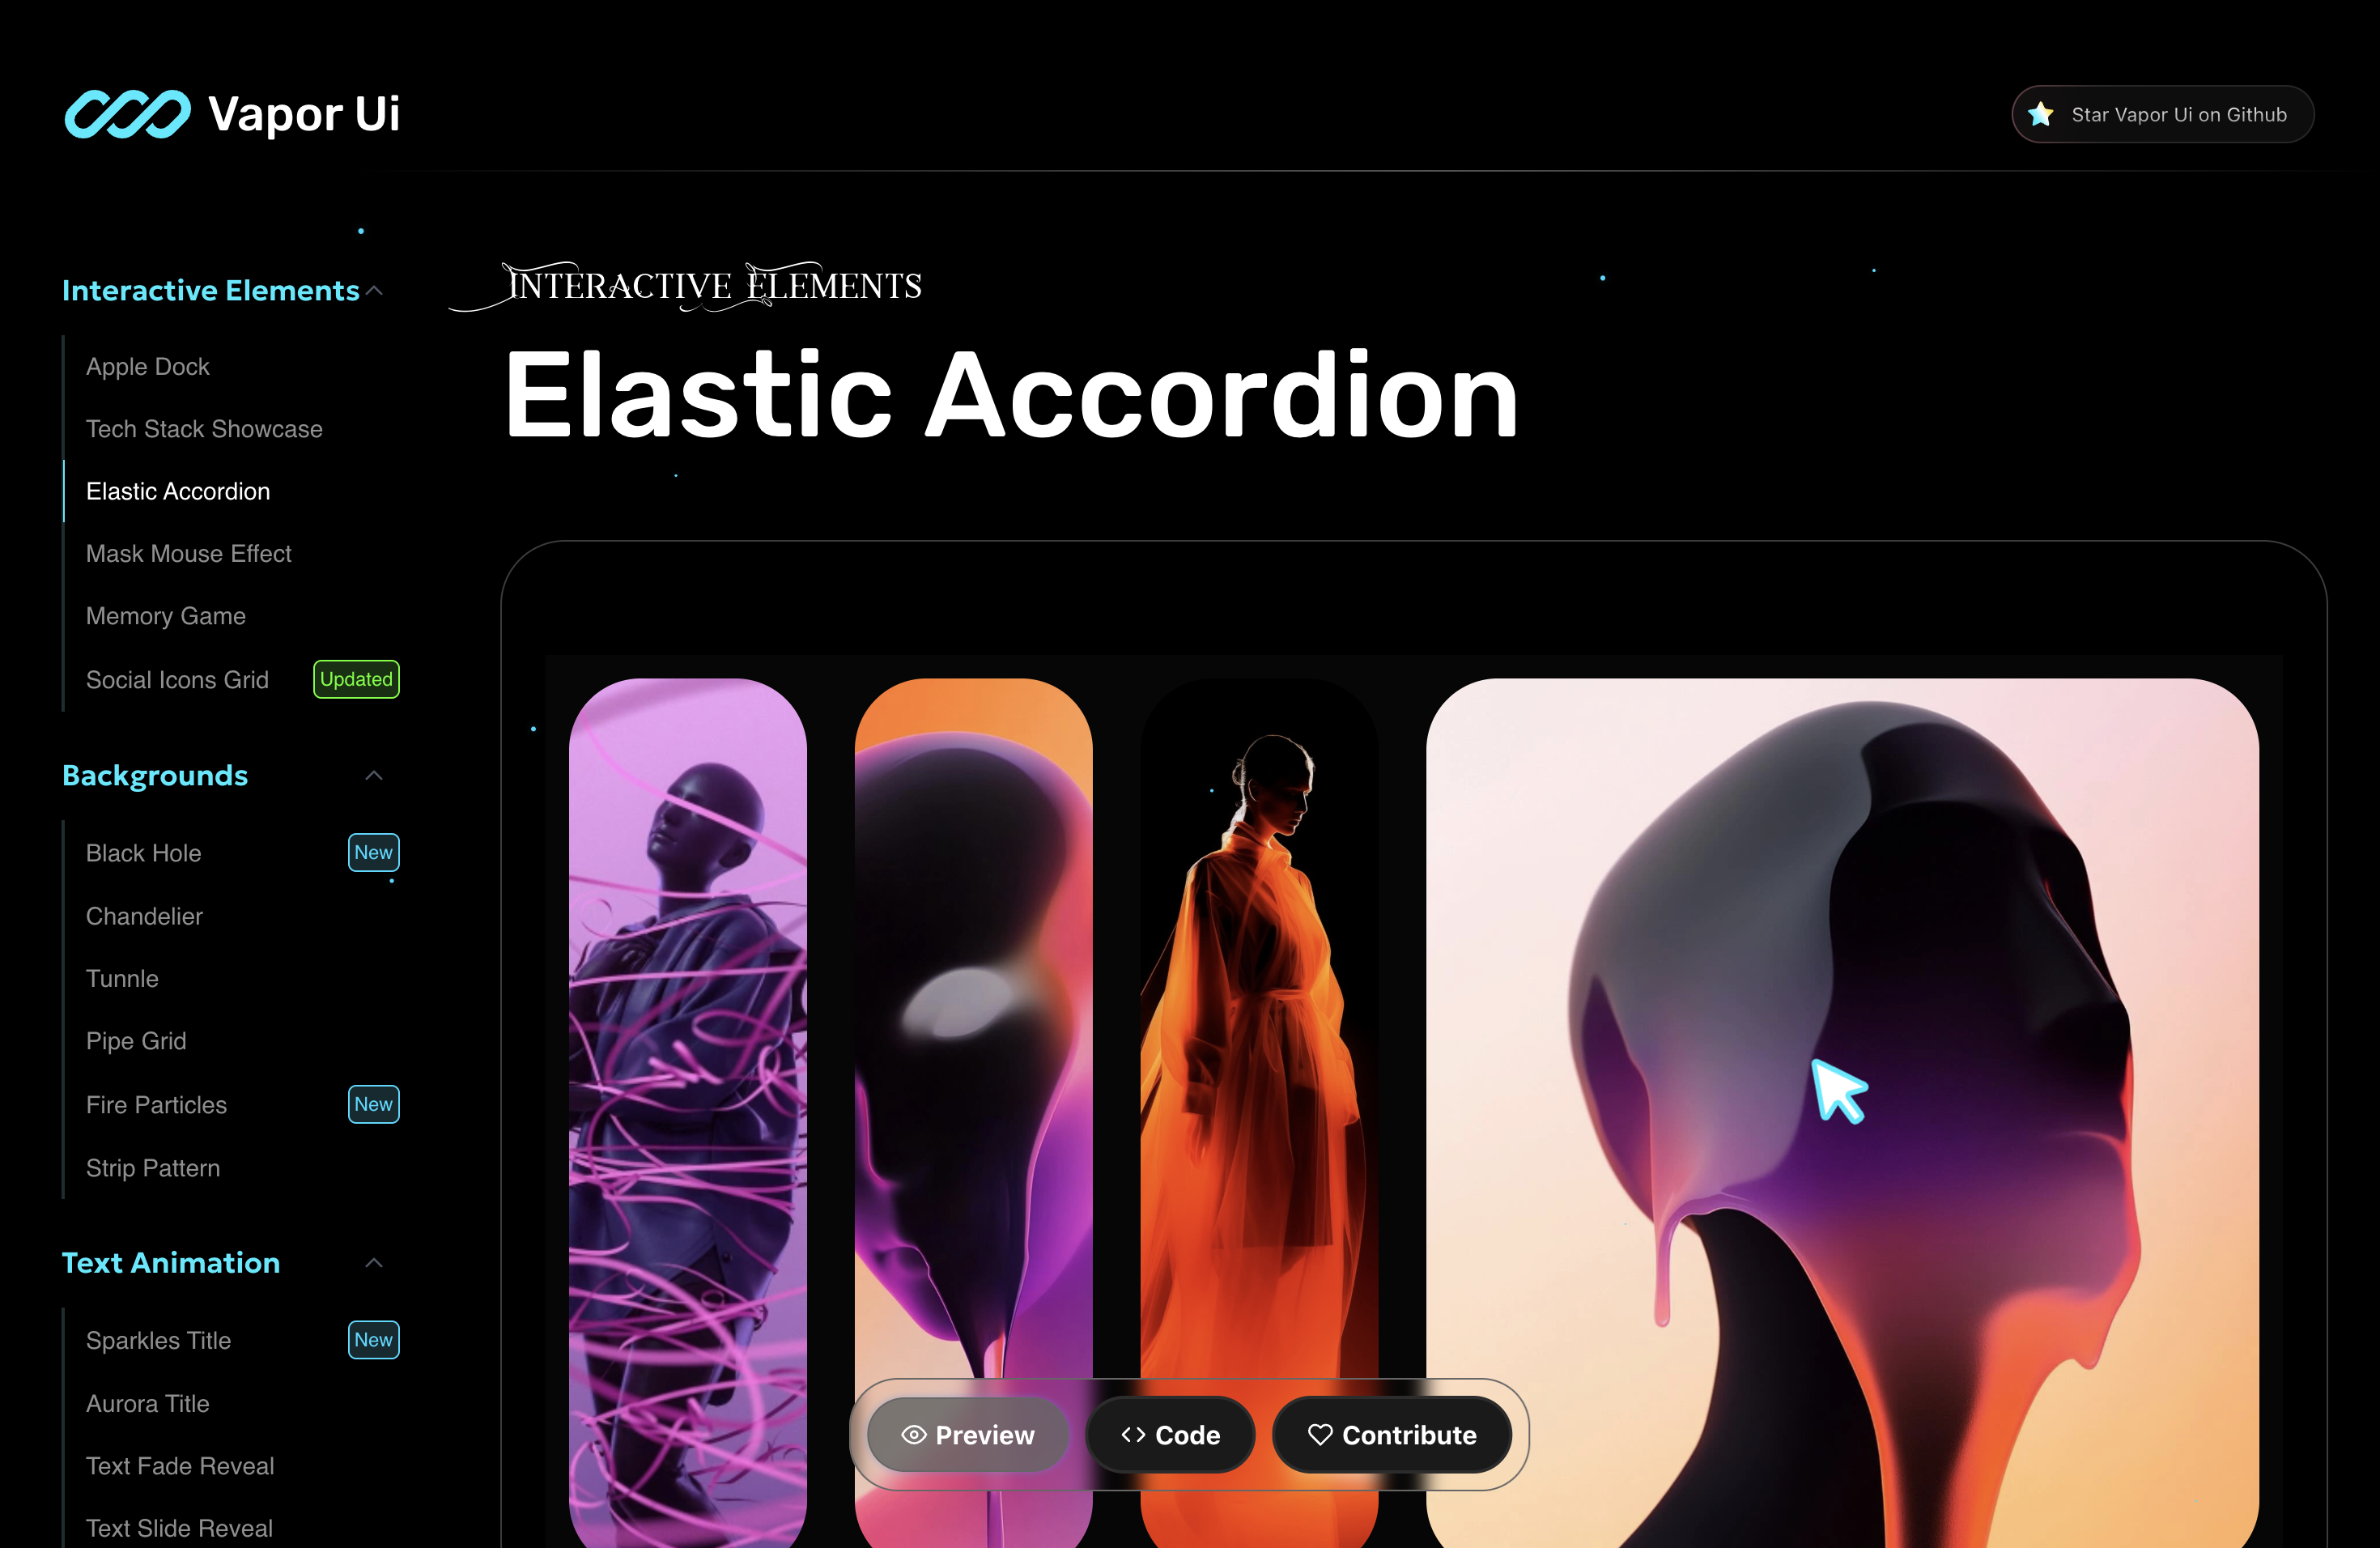 Vapor Ui
Star Vapor Ui on Github
Interactive Elements
Apple Dock
Tech Stack Showcase
Elastic Accordion
Mask Mouse Effect
Memory Game
Social Icons Grid Updated
Backgrounds
Black Hole New
Chandelier
Tunnle
Pipe Grid
Fire Particles New
Strip Pattern
Text Animation
Sparkles Title New
Aurora Title
Text Fade Reveal
Text Slide Reveal
INTERACTIVE ELEMENTS
Elastic Accordion
Preview
Code
Contribute